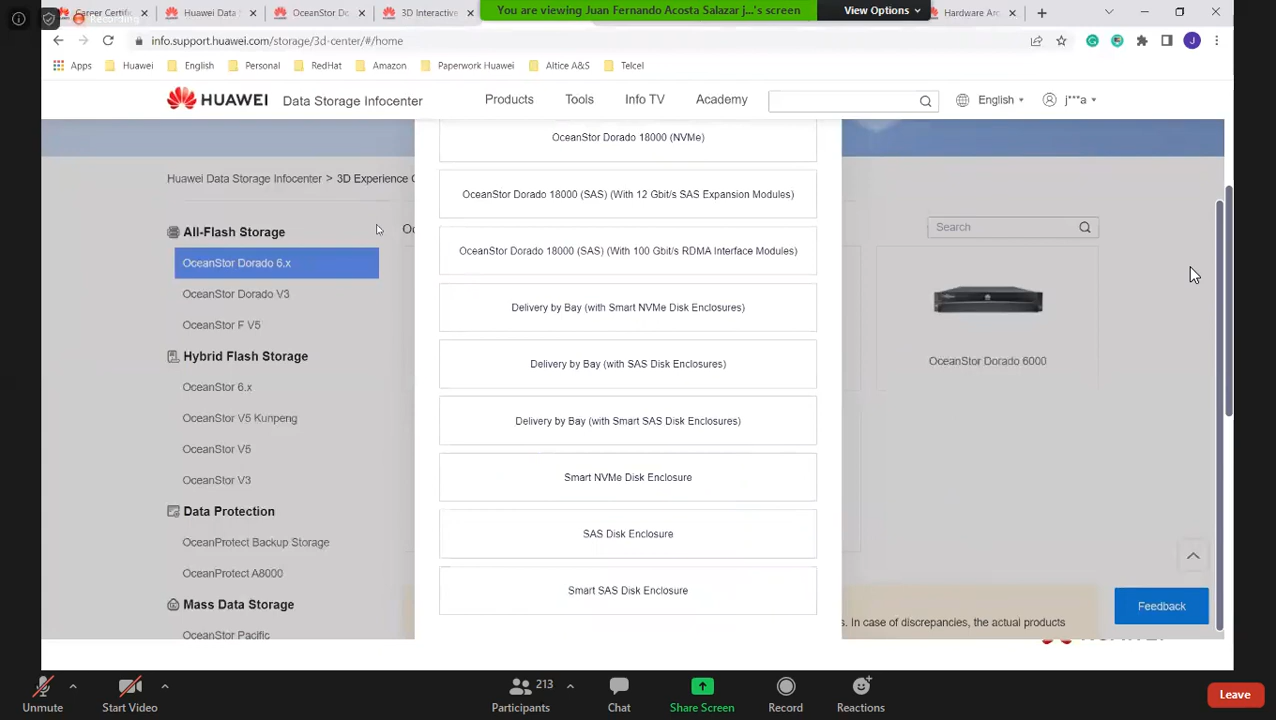 Career Certific
Huawei Data S
OceanStor Do
3D Interactive
You are viewing Juan Fernando Acosta Salazar j...'s screen
View Options
Hardware Arc
Recording
info.support.huawei.com/storage/3d-center/#/home
J
Apps
Huawei
English
Personal
RedHat
Amazon
Paperwork Huawei
Altice A&S
Telcel
HUAWEI
Data Storage Infocenter
Products
Tools
Info TV
Academy
English
j***a
OceanStor Dorado 18000 (NVMe)
Huawei Data Storage Infocenter > 3D Experience C
OceanStor Dorado 18000 (SAS) (With 12 Gbit/s SAS Expansion Modules)
All-Flash Storage
Oc
Search
OceanStor Dorado 6.x
OceanStor Dorado 18000 (SAS) (With 100 Gbit/s RDMA Interface Modules)
OceanStor Dorado V3
Delivery by Bay (with Smart NVMe Disk Enclosures)
OceanStor F V5
Hybrid Flash Storage
Delivery by Bay (with SAS Disk Enclosures)
OceanStor Dorado 6000
OceanStor 6.x
OceanStor V5 Kunpeng
Delivery by Bay (with Smart SAS Disk Enclosures)
OceanStor V5
OceanStor V3
Smart NVMe Disk Enclosure
Data Protection
SAS Disk Enclosure
OceanProtect Backup Storage
OceanProtect A8000
Smart SAS Disk Enclosure
Mass Data Storage
Feedback
s. In case of discrepancies, the actual products
OceanStor Pacific
Unmute
Start Video
213
Participants
Chat
Share Screen
Record
Reactions
Leave